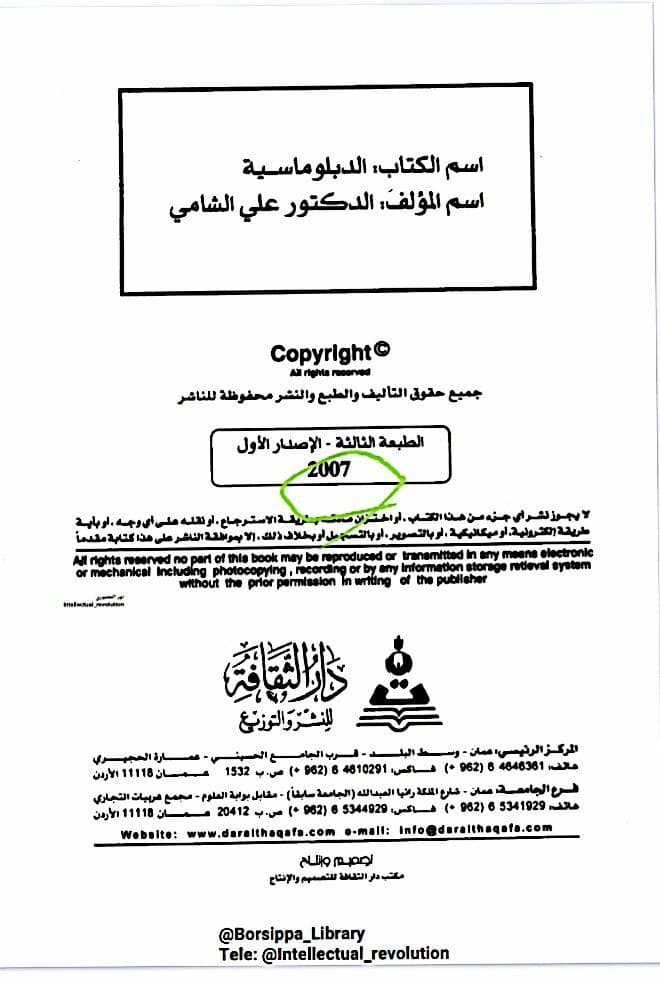 اسم الكتاب: الدبلوماسية
اسم المؤلف: الدكتور علي الشامي
Copyright©
All rights reserved
جميع حقوق التأليف والطبع والنشر محفوظة للناشر
الطبعة الثالثة - الإصدار الأول
2007
لا يجوز نشر أي جزء من هذا الكتاب، أو اختزان مادته بطريقة الاسترجاع، أو نقله على أي وجه، أو بأية
طريقة إلكترونية، أو ميكانيكية، أو بالتصوير، أو بالتسجيل أو بخلاف ذلك، إلا بموافقة الناشر على هذا كتابة مقدماً
All rights reserved no part of this book may be reproduced or transmitted in any means electronic
or mechanical including photocopying , recording or by any information storage retieval system
without the prior permission in writing of the publisher
Intellectual_revolution
دار الثقافة
للنشر والتوزيع
المركز الرئيسي: عمان - وسط البلد - قرب الجامع الحسيني - عمارة الحجيري
هاتف: 4646361 6 (962 +) فاكس: 4610291 6 (962 +) ص.ب 1532 عمان 11118 الأردن
فرع الجامعة: عمان - شارع الملكة رانيا العبدالله (الجامعة سابقاً) - مقابل بوابة العلوم - مجمع عربيات التجاري
هاتف: 5341929 6 (962 +) فاكس: 5344929 6 (962 +) ص.ب 20412 عمان 11118 الأردن
Website: www.daralthaqafa.com e-mail: info@daralthaqafa.com
تصميم وإنتاج
مكتب دار الثقافة للتصميم والإنتاج
@Borsippa_Library
Tele: @Intellectual_revolution